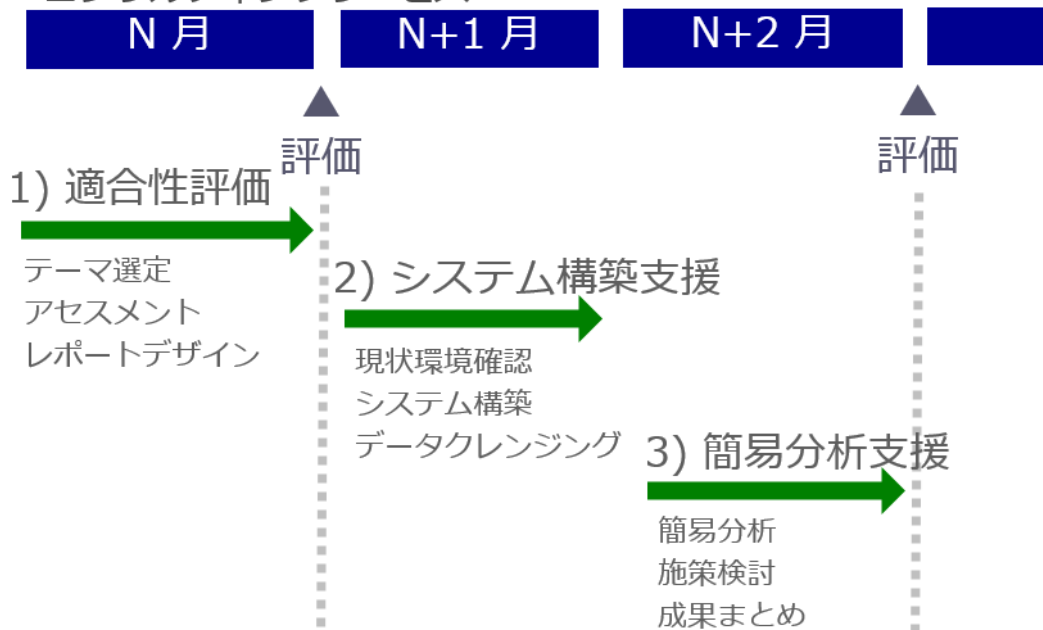 N 月
N+1 月
N+2 月
評価
評価
1) 適合性評価
テーマ選定
アセスメント
レポートデザイン
2) システム構築支援
現状環境確認
システム構築
データクレンジング
3) 簡易分析支援
簡易分析
施策検討
成果まとめ